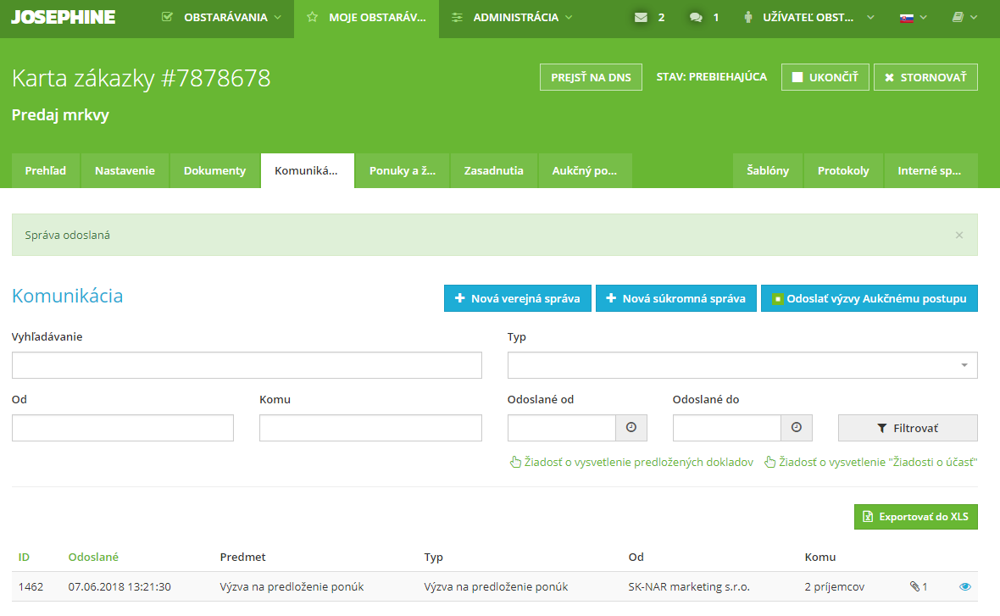 JOSEPHINE OBSTARÁVANIA MOJE OBSTARÁV... ADMINISTRÁCIA 2 1 UŽÍVATEĽ OBST...
Karta zákazky #7878678 PREJSŤ NA DNS STAV: PREBIEHAJÚCA UKONČIŤ STORNOVAŤ
Predaj mrkvy
Prehľad Nastavenie Dokumenty Komuniká... Ponuky a ž... Zasadnutia Aukčný po... Šablóny Protokoly Interné sp...
Správa odoslaná ×
Komunikácia Nová verejná správa Nová súkromná správa Odoslať výzvy Aukčnému postupu
Vyhľadávanie Typ
Od Komu Odoslané od Odoslané do
Filtrovať
Žiadosť o vysvetlenie predložených dokladov Žiadosť o vysvetlenie "Žiadosti o účasť"
Exportovať do XLS
ID Odoslané Predmet Typ Od Komu
1462 07.06.2018 13:21:30 Výzva na predloženie ponúk Výzva na predloženie ponúk SK-NAR marketing s.r.o. 2 príjemcov 1